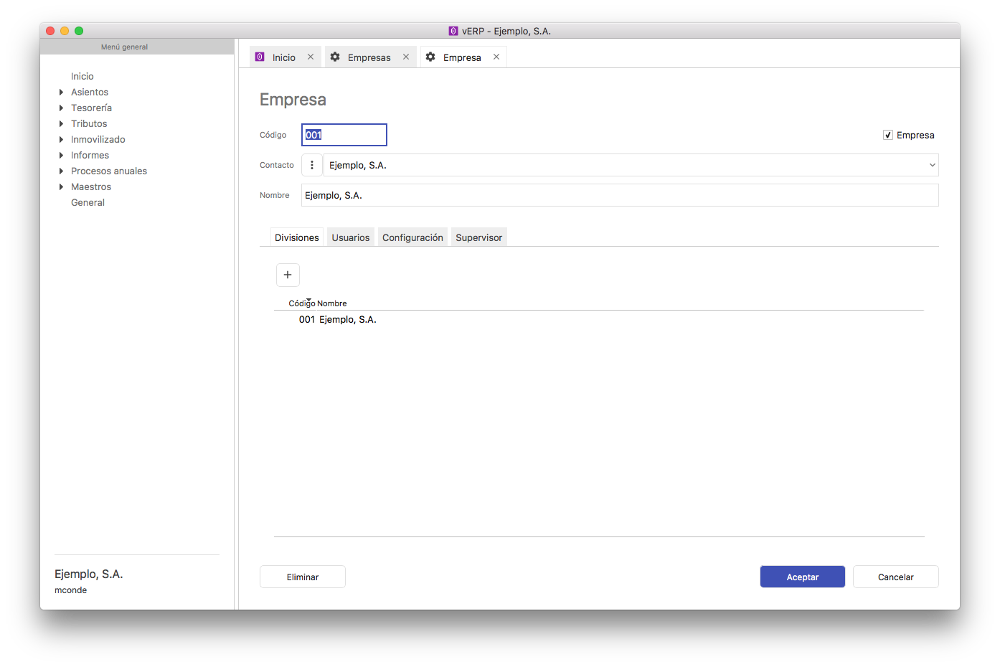 vERP - Ejemplo, S.A.
Menú general
Inicio
Asientos
Tesorería
Tributos
Inmovilizado
Informes
Procesos anuales
Maestros
General
Ejemplo, S.A.
mconde
Inicio Empresas Empresa
Empresa
Código 001 Empresa
Contacto Ejemplo, S.A.
Nombre Ejemplo, S.A.
Divisiones Usuarios Configuración Supervisor
Código Nombre
001 Ejemplo, S.A.
Eliminar Aceptar Cancelar